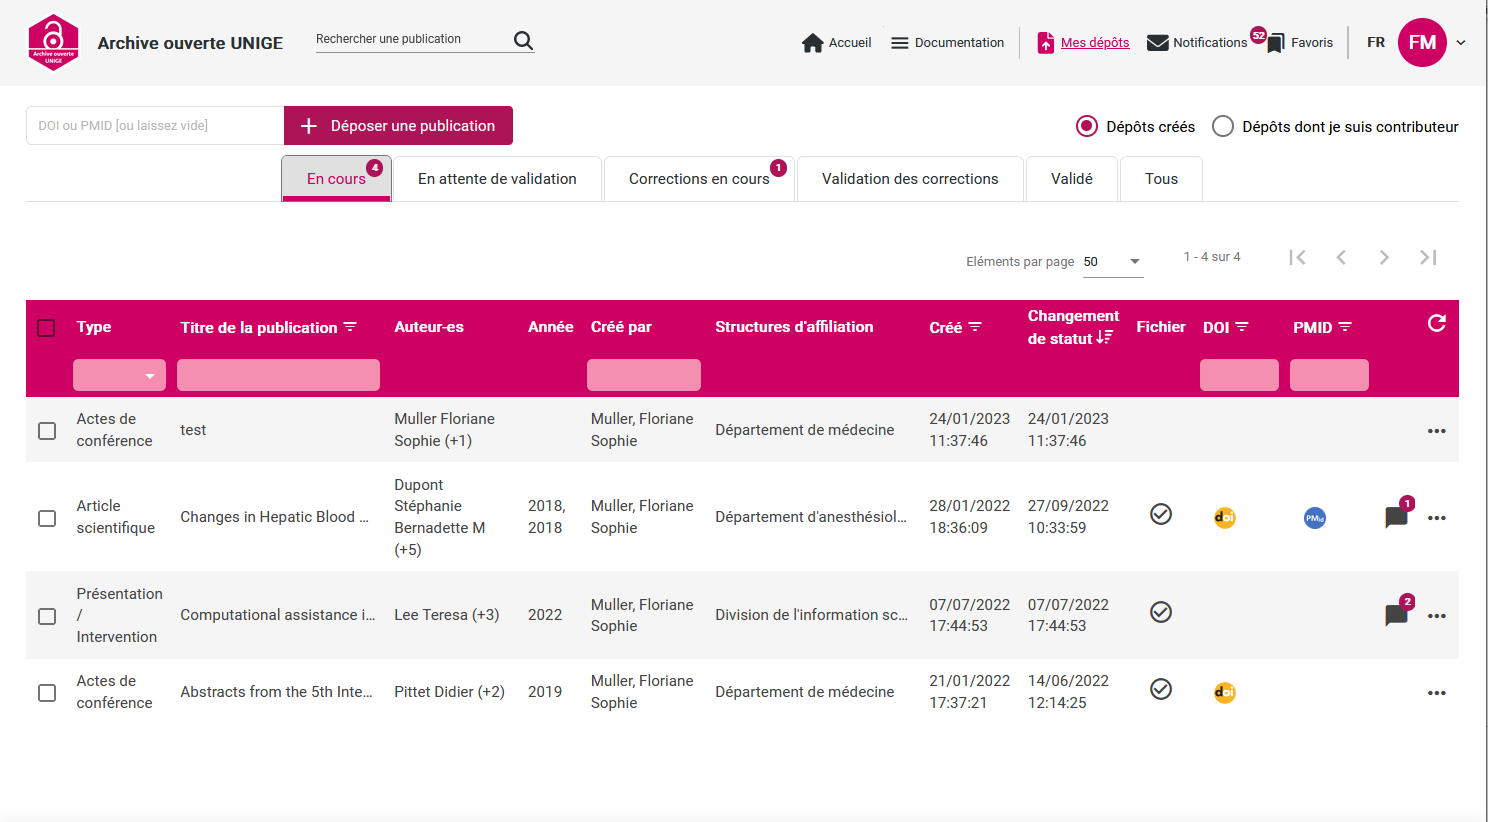 Archive ouverte
UNIGE
Archive ouverte UNIGE
Rechercher une publication
Accueil
Documentation
Mes dépôts
Notifications
52
Favoris
FR
FM
DOI ou PMID [ou laissez vide]
Déposer une publication
Dépôts créés
Dépôts dont je suis contributeur
En cours
4
En attente de validation
Corrections en cours
1
Validation des corrections
Validé
Tous
Eléments par page
50
1 - 4 sur 4
Type
Titre de la publication
Auteur-es
Année
Créé par
Structures d'affiliation
Créé
Changement
de statut
Fichier
DOI
PMID
Actes de
conférence
test
Muller Floriane
Sophie (+1)
Muller, Floriane
Sophie
Département de médecine
24/01/2023
11:37:46
24/01/2023
11:37:46
Article
scientifique
Changes in Hepatic Blood ...
Dupont
Stéphanie
Bernadette M
(+5)
2018,
2018
Muller, Floriane
Sophie
Département d'anesthésiol...
28/01/2022
18:36:09
27/09/2022
10:33:59
doi
PMid
1
Présentation
/
Intervention
Computational assistance i...
Lee Teresa (+3)
2022
Muller, Floriane
Sophie
Division de l'information sc...
07/07/2022
17:44:53
07/07/2022
17:44:53
2
Actes de
conférence
Abstracts from the 5th Inte...
Pittet Didier (+2)
2019
Muller, Floriane
Sophie
Département de médecine
21/01/2022
17:37:21
14/06/2022
12:14:25
doi